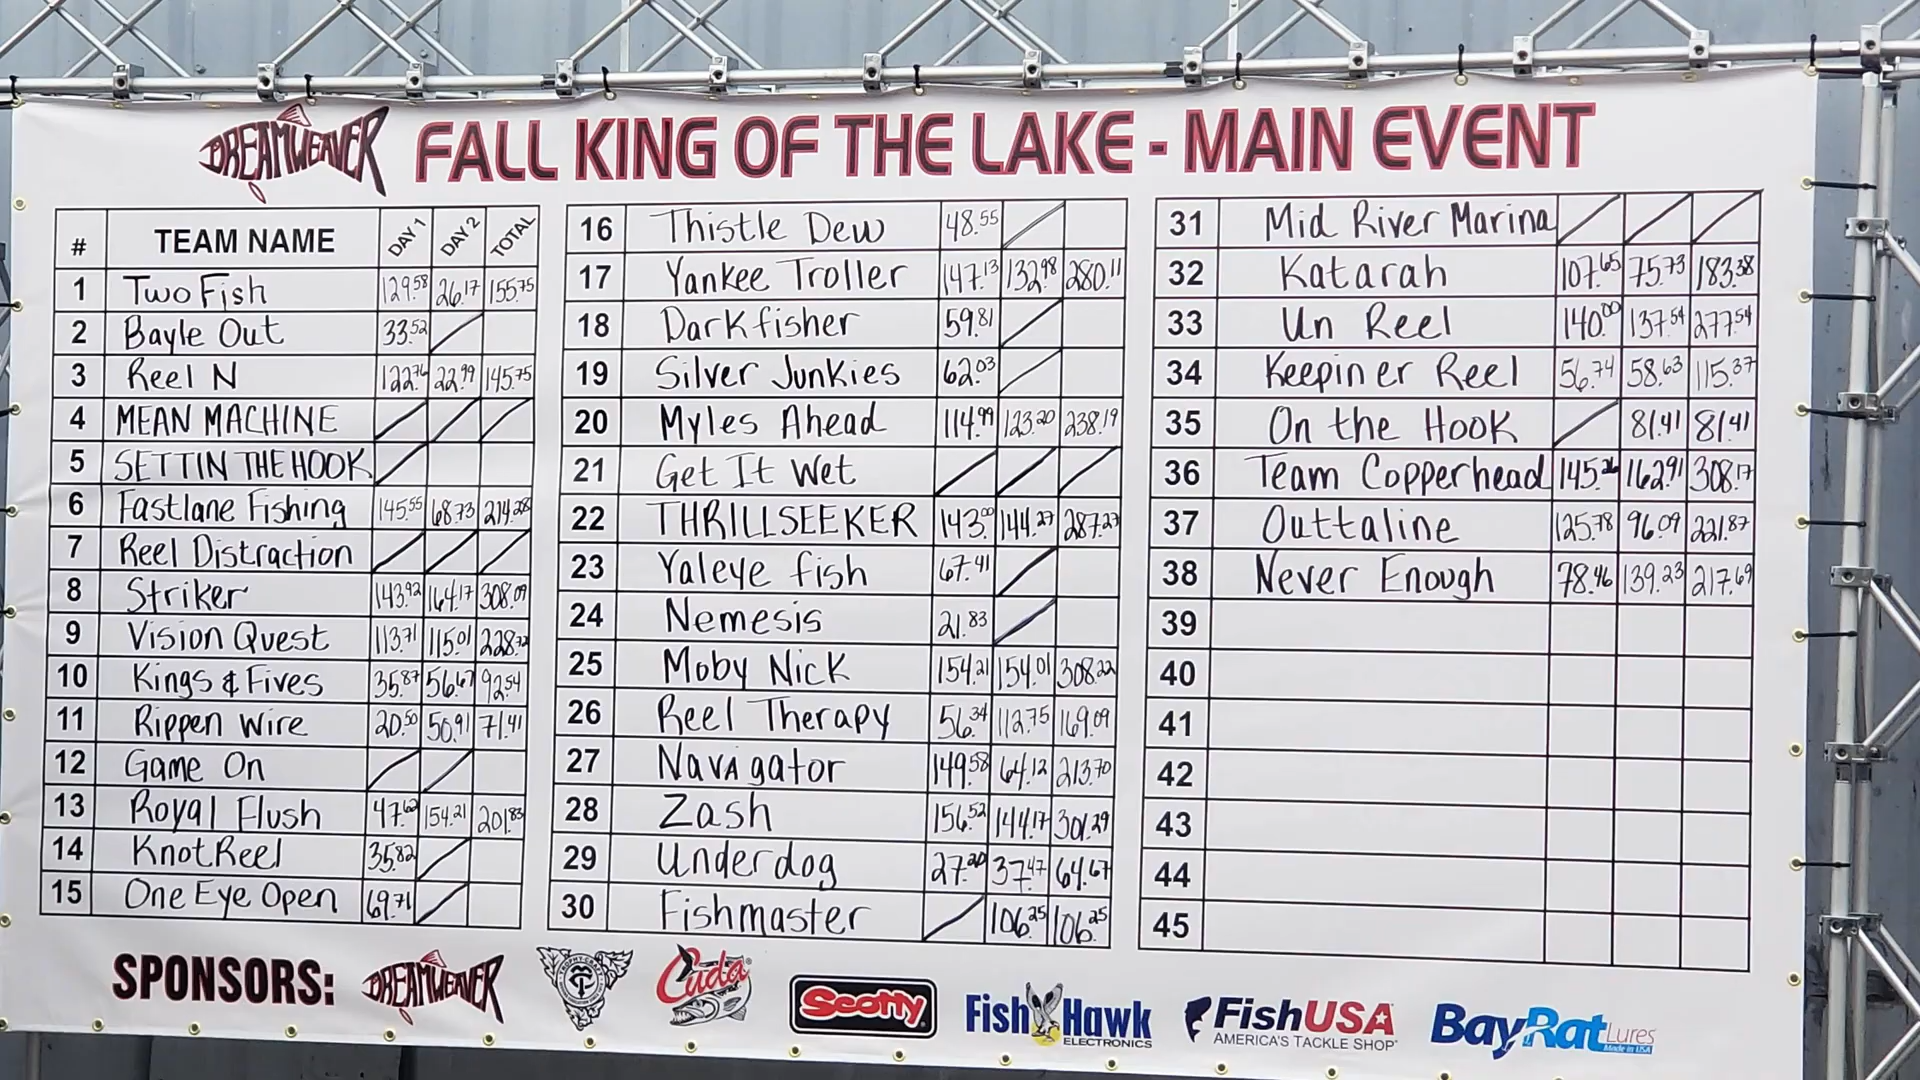 DREAMWEAVER FALL KING OF THE LAKE - MAIN EVENT
# TEAM NAME DAY 1 DAY 2 TOTAL
1 Two Fish 129.58 26.17 155.75
2 Bayle Out 33.52
3 Reel N 122.76 22.99 145.75
4 MEAN MACHINE
5 SETTIN THE HOOK
6 Fastlane Fishing 145.55 68.73 214.28
7 Reel Distraction
8 Striker 143.92 164.17 308.09
9 Vision Quest 113.71 115.01 228.72
10 Kings & Fives 35.87 56.67 92.54
11 Rippen Wire 20.50 50.91 71.41
12 Game On
13 Royal Flush 47.62 154.21 201.83
14 KnotReel 35.82
15 One Eye Open 69.71
16 Thistle Dew 48.55
17 Yankee Troller 147.13 132.98 280.11
18 Darkfisher 59.81
19 Silver Junkies 62.03
20 Myles Ahead 114.99 123.20 238.19
21 Get It Wet
22 THRILLSEEKER 143.00 144.27 287.27
23 Yaleye fish 67.41
24 Nemesis 21.83
25 Moby Nick 154.21 154.01 308.22
26 Reel Therapy 56.34 112.75 169.09
27 Navigator 149.58 64.12 213.70
28 Zash 156.52 144.17 301.29
29 Underdog 27.20 37.47 64.67
30 Fishmaster 106.25 106.25
31 Mid River Marina
32 Katarah 107.65 75.73 183.38
33 Un Reel 140.00 137.54 277.54
34 Keepin er Reel 56.74 58.63 115.37
35 On the Hook 81.41 81.41
36 Team Copperhead 145.26 162.91 308.17
37 Outtaline 125.78 96.09 221.87
38 Never Enough 78.46 139.23 217.69
39
40
41
42
43
44
45
SPONSORS: DREAMWEAVER Cuda Scotty FishHawk ELECTRONICS FishUSA AMERICA'S TACKLE SHOP BayRat Lures Made in USA